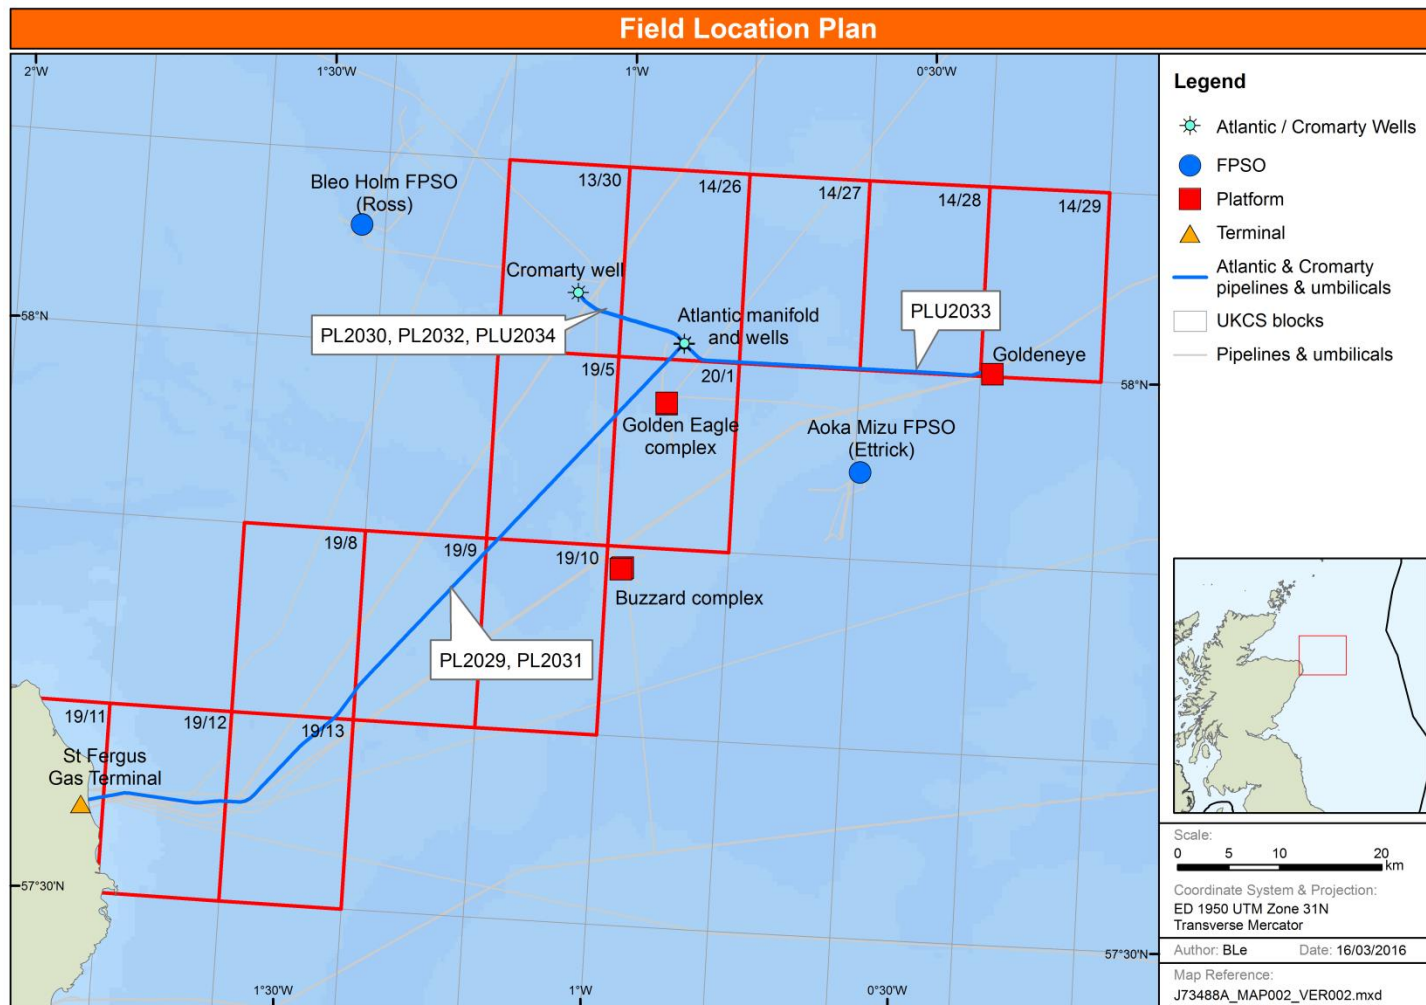 Field Location Plan
2°W
1°30'W
1°W
0°30'W
Bleo Holm FPSO
(Ross)
13/30
14/26
14/27
14/28
14/29
Cromarty well
58°N
PL2030, PL2032, PLU2034
Atlantic manifold
and wells
PLU2033
Goldeneye
19/5
20/1
58°N
Golden Eagle
complex
Aoka Mizu FPSO
(Ettrick)
19/8
19/9
19/10
Buzzard complex
PL2029, PL2031
19/11
19/12
19/13
St Fergus
Gas Terminal
57°30'N
57°30'N
1°30'W
1°W
0°30'W
Legend
Atlantic / Cromarty Wells
FPSO
Platform
Terminal
Atlantic & Cromarty
pipelines & umbilicals
UKCS blocks
Pipelines & umbilicals
Scale:
0 5 10 20
km
Coordinate System & Projection:
ED 1950 UTM Zone 31N
Transverse Mercator
Author: BLe Date: 16/03/2016
Map Reference:
J73488A_MAP002_VER002.mxd